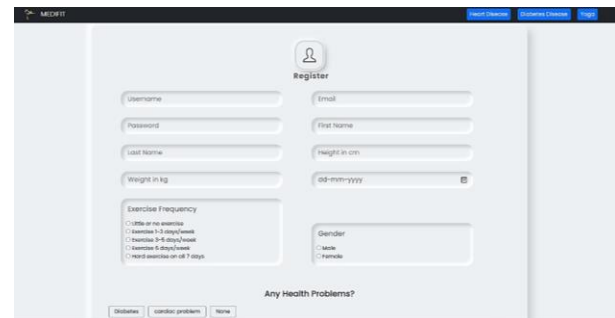 MEDIFIT Heart Disease Diabetes Disease Yoga
Register
Username Email
Password First Name
Last Name Height in cm
Weight in kg dd-mm-yyyy
Exercise Frequency
Little or no exercise
Exercise 1-3 days/week
Exercise 3-5 days/week
Exercise 6 days/week
Hard exercise on all 7 days
Gender
Male
Female
Any Health Problems?
Diabetes cardiac problem None